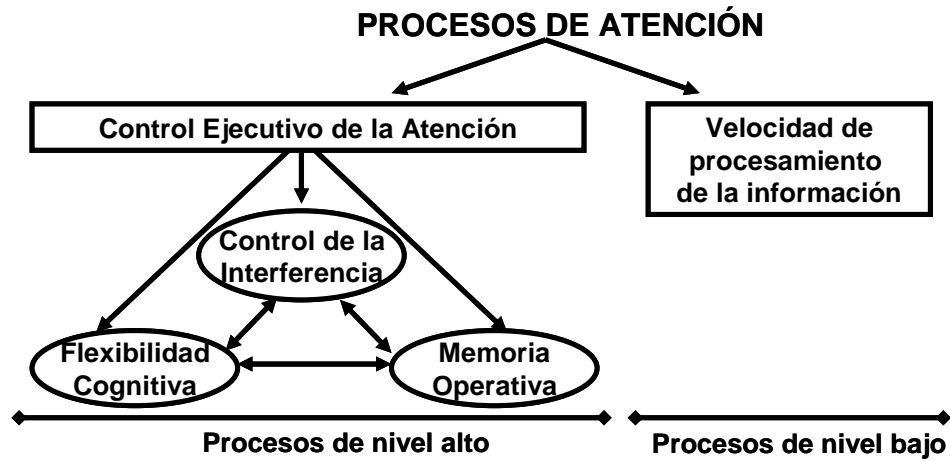 PROCESOS DE ATENCIÓN
Control Ejecutivo de la Atención
Velocidad de
procesamiento
de la información
Control de la
Interferencia
Flexibilidad
Cognitiva
Memoria
Operativa
Procesos de nivel alto
Procesos de nivel bajo